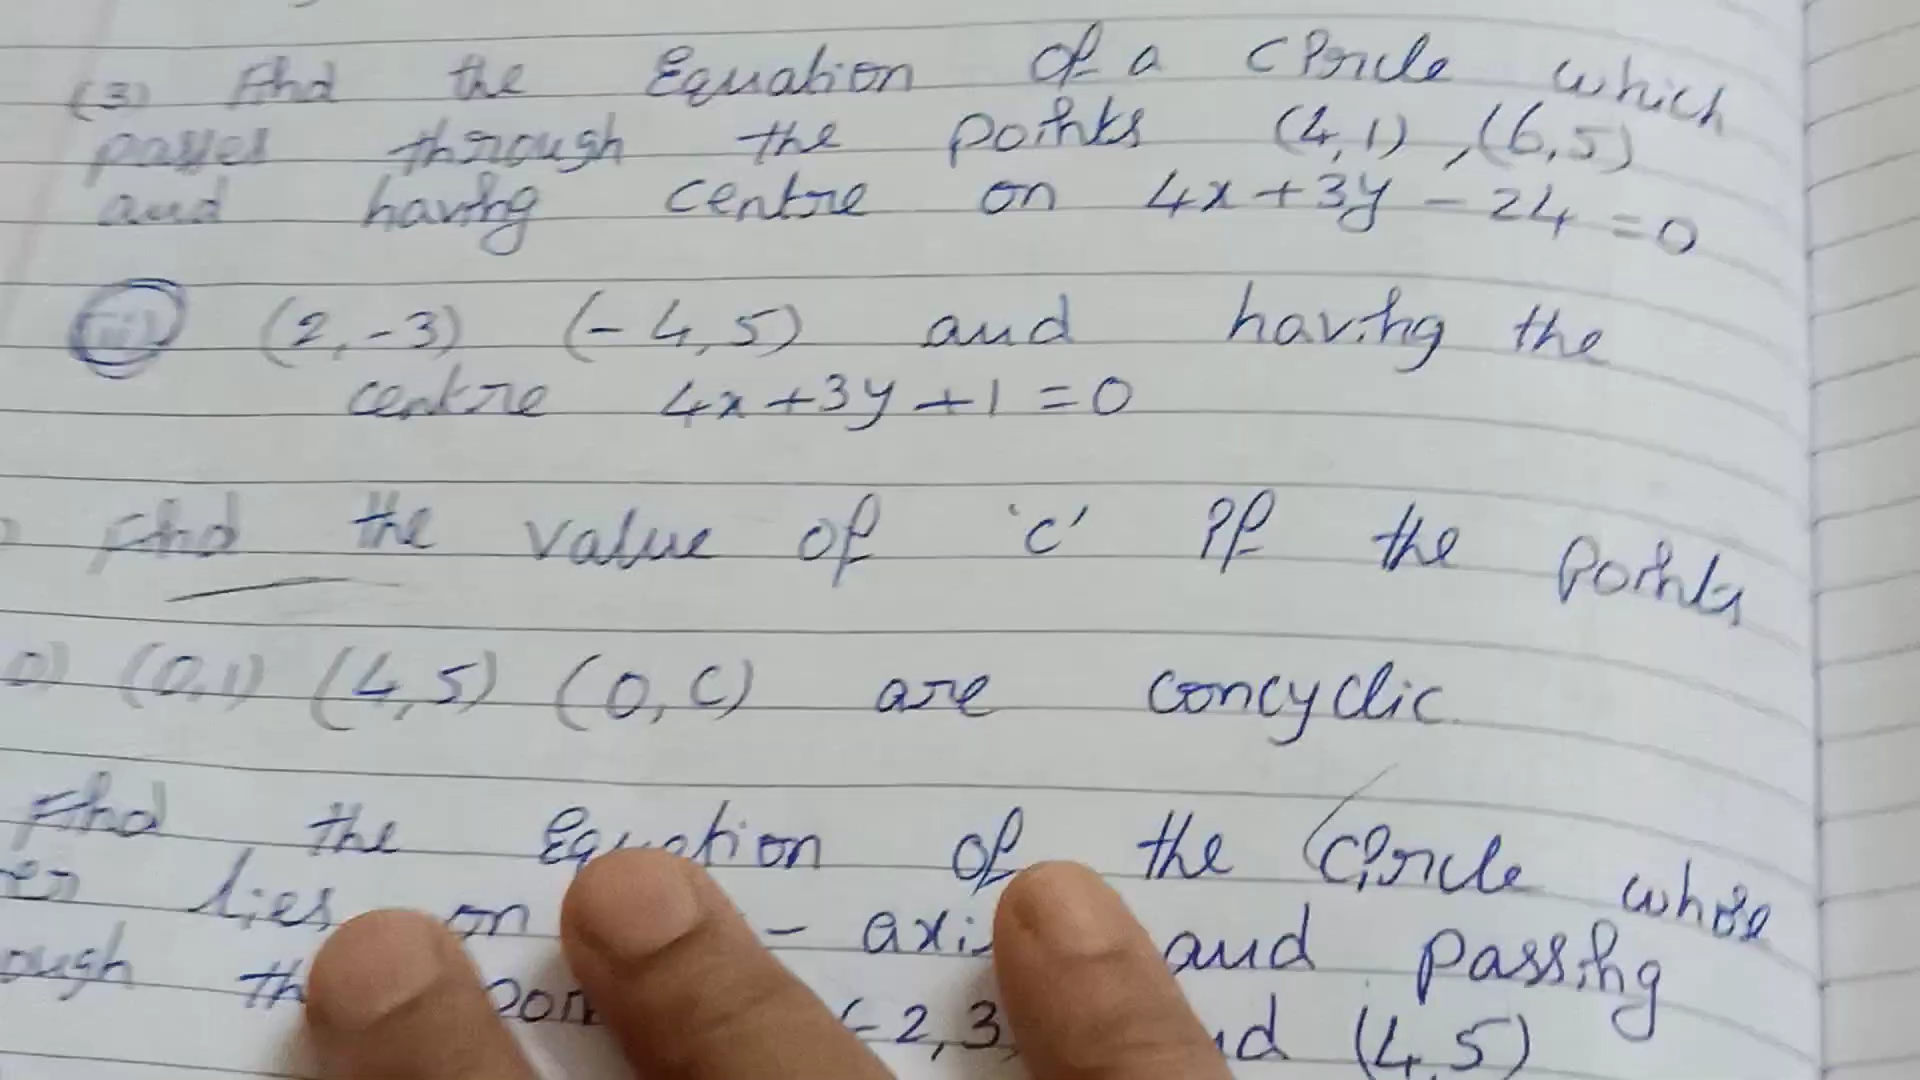 (3) Find the Equation of a Circle which
passes through the points (4,1), (6,5)
and having centre on 4x+3y-24=0
(ii) (2,-3) (-4,5) and having the
centre 4x+3y+1=0
Find the value of 'c' if the points
0) (0,1) (4,5) (0,C) are concyclic.
Find the Equation of the Circle whose
lies on - axis and passing
ough the -2,3 (4,5)